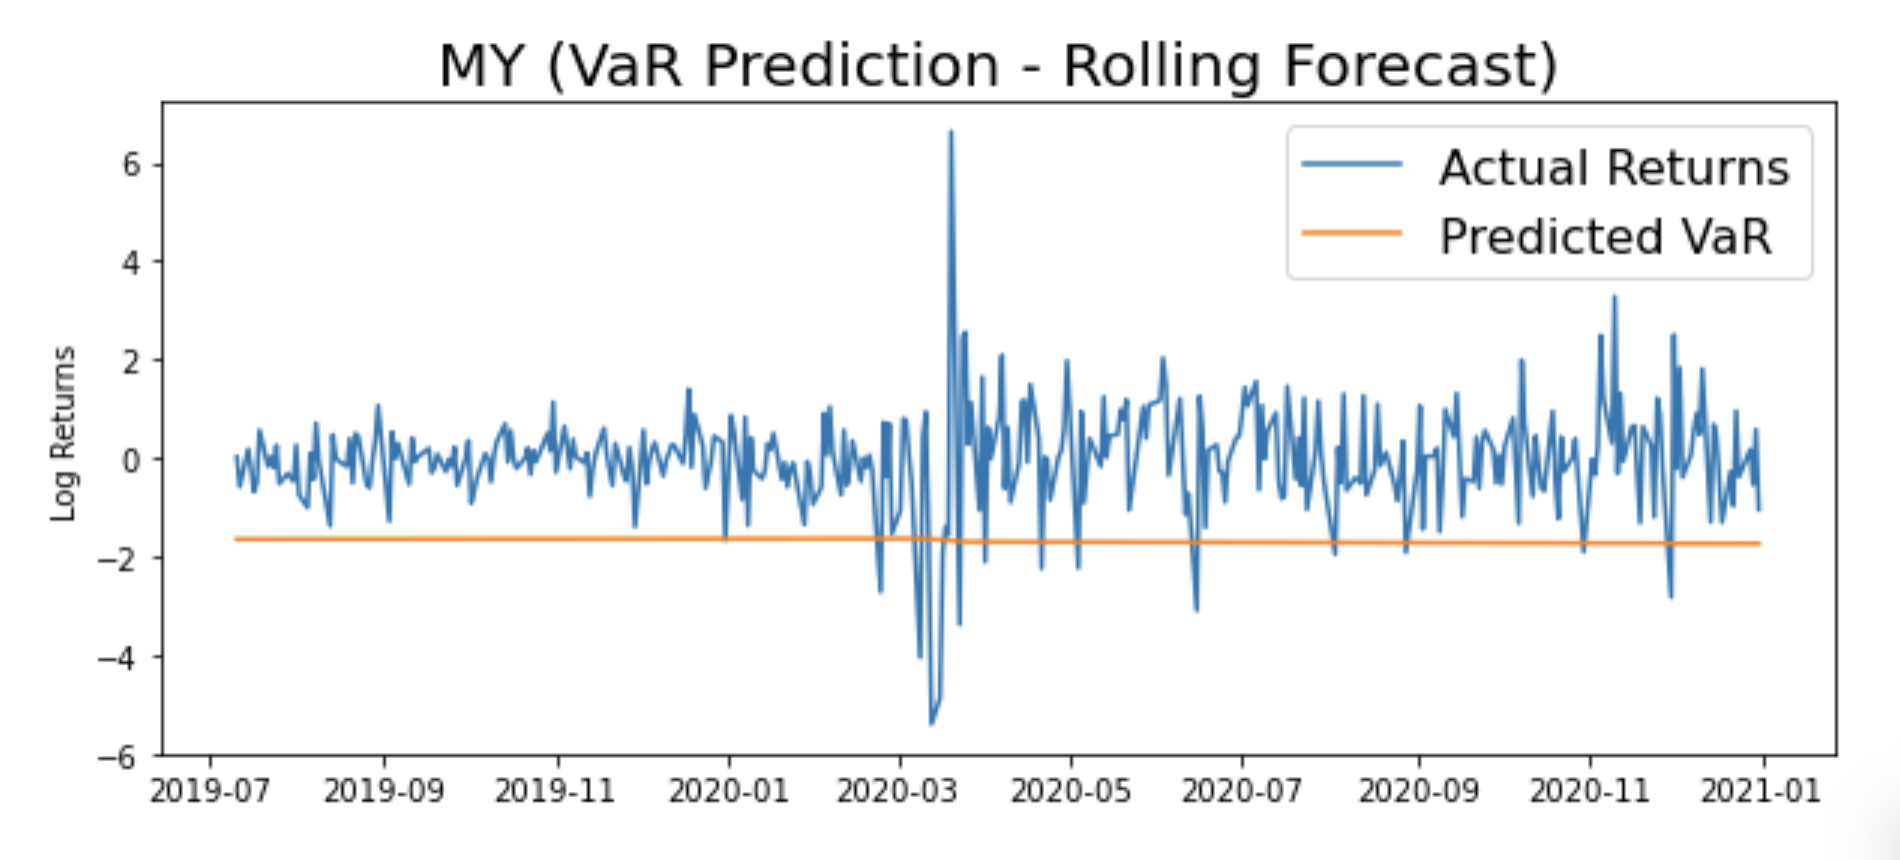 MY (VaR Prediction - Rolling Forecast)
Actual Returns
Predicted VaR
Log Returns
6
4
2
0
−2
−4
−6
2019-07 2019-09 2019-11 2020-01 2020-03 2020-05 2020-07 2020-09 2020-11 2021-01